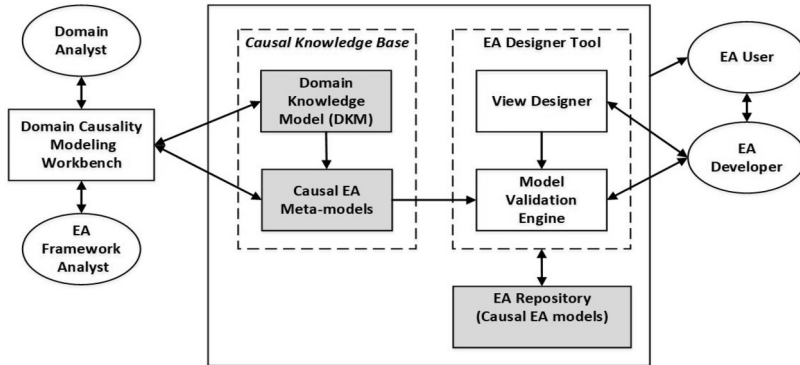 Domain
Analyst
Domain Causality
Modeling
Workbench
EA
Framework
Analyst
Causal Knowledge Base
Domain
Knowledge
Model (DKM)
Causal EA
Meta-models
EA Designer Tool
View Designer
Model
Validation
Engine
EA Repository
(Causal EA models)
EA User
EA
Developer